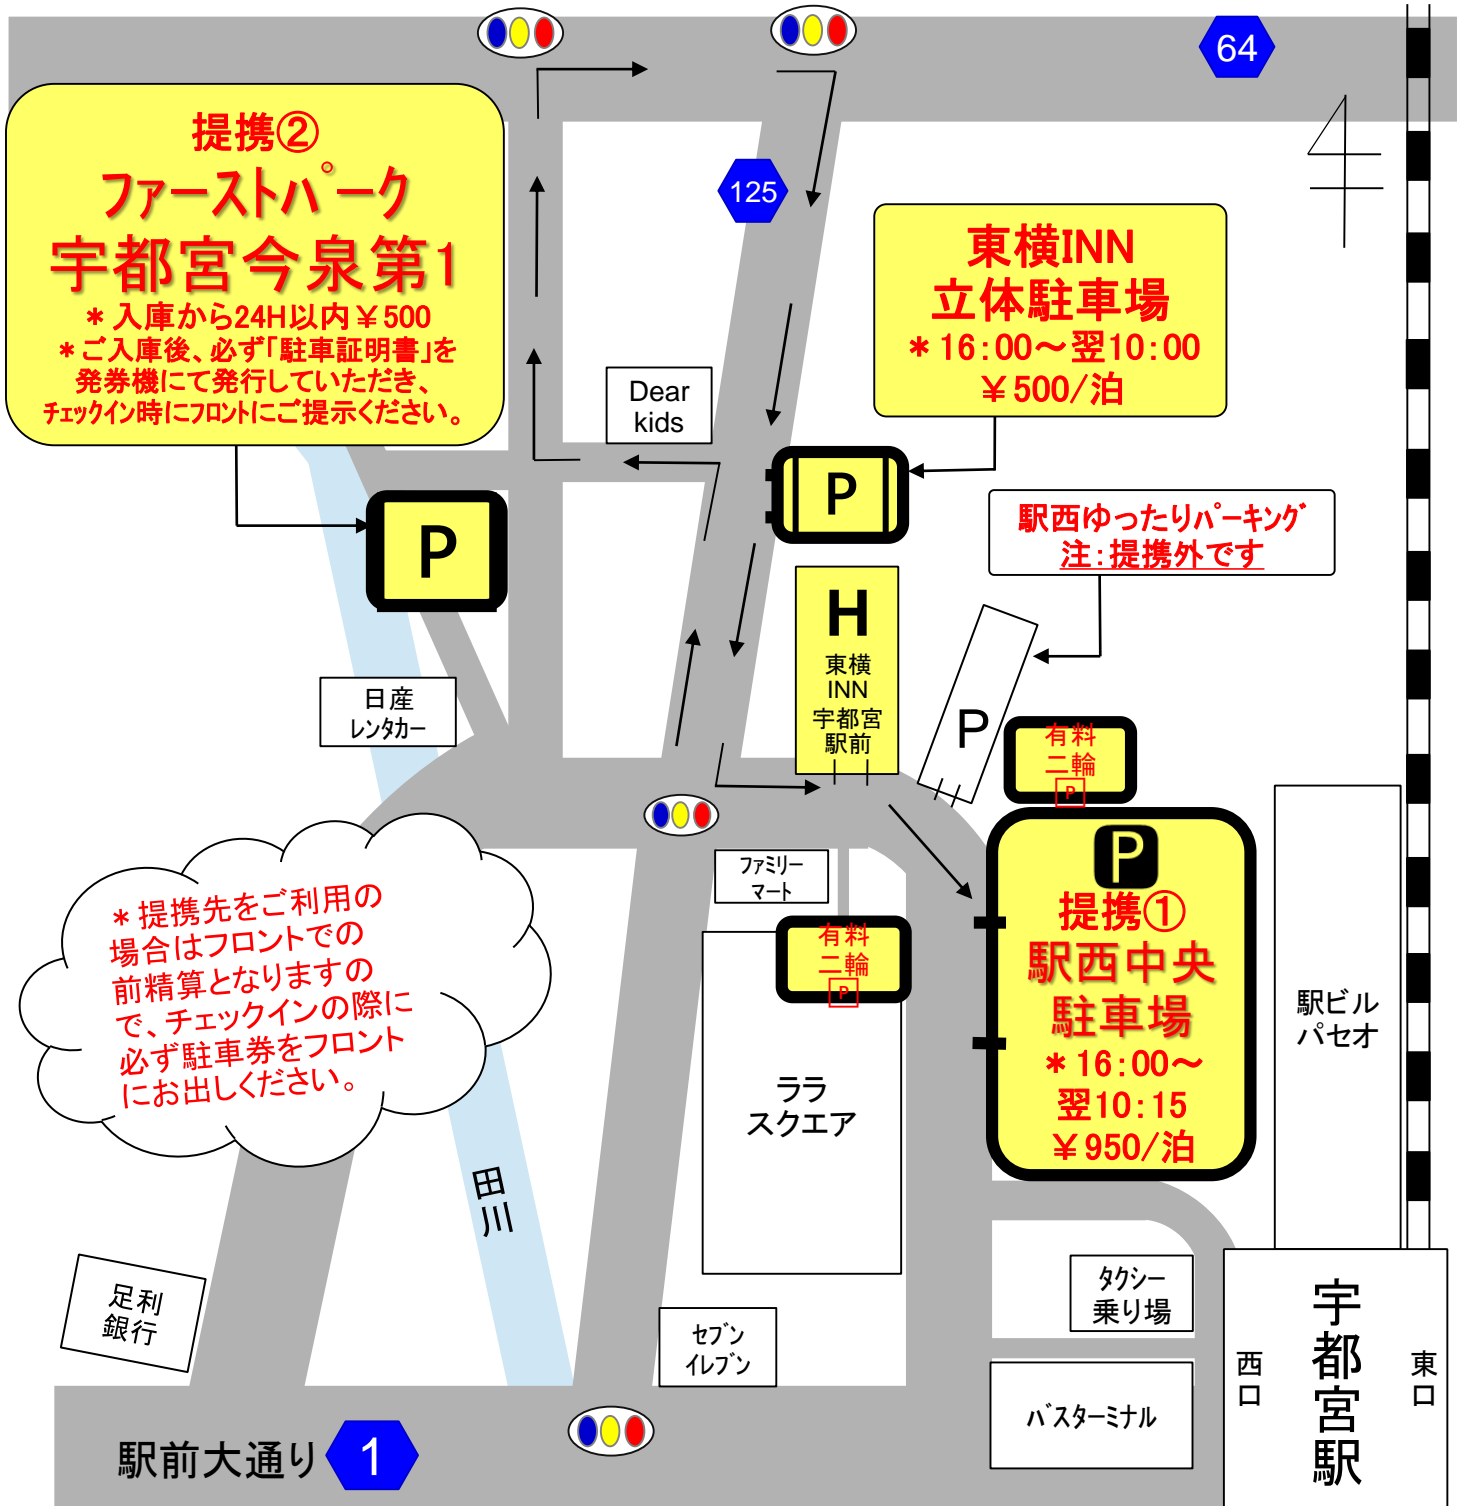 64
提携②
ファーストパーク
宇都宮今泉第1
＊入庫から24H以内￥500
＊ご入庫後、必ず「駐車証明書」を
発券機にて発行していただき、
チェックイン時にフロントにご提示ください。
125
東横INN
立体駐車場
＊16:00～翌10:00
￥500/泊
Dear
kids
P
P
駅西ゆったりパーキング
注:提携外です
H
東横
INN
宇都宮
駅前
日産
レンタカー
P
有料
二輪
P
P
提携①
駅西中央
駐車場
＊16:00～
翌10:15
￥950/泊
ファミリー
マート
有料
二輪
P
＊提携先をご利用の
場合はフロントでの
前精算となりますの
で、チェックインの際に
必ず駐車券をフロント
にお出しください。
駅ビル
パセオ
ララ
スクエア
田川
足利
銀行
セブン
イレブン
タクシー
乗り場
バスターミナル
西口
宇都宮駅
東口
駅前大通り
1